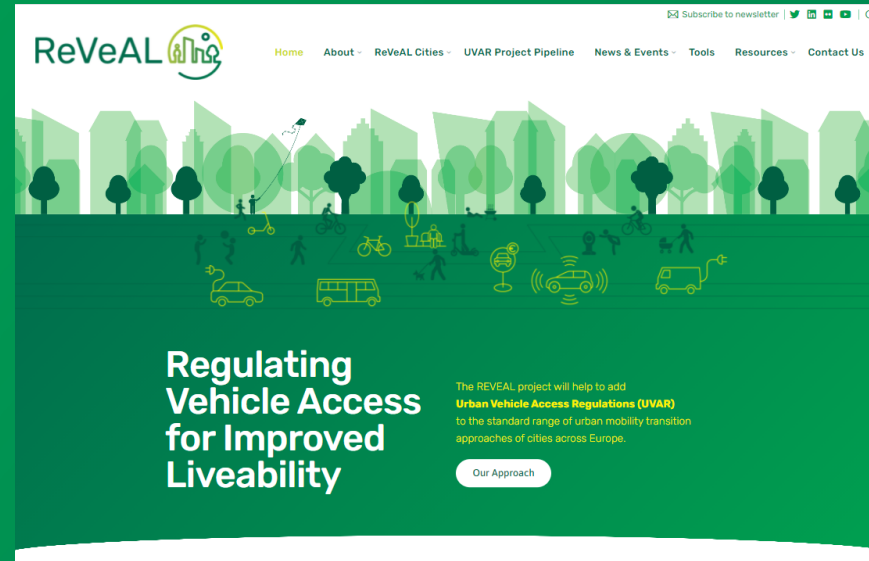 Subscribe to newsletter
ReVeAL
Home About ReVeAL Cities UVAR Project Pipeline News & Events Tools Resources Contact Us
Regulating
Vehicle Access
for Improved
Liveability
The REVEAL project will help to add
Urban Vehicle Access Regulations (UVAR)
to the standard range of urban mobility transition
approaches of cities across Europe.
Our Approach